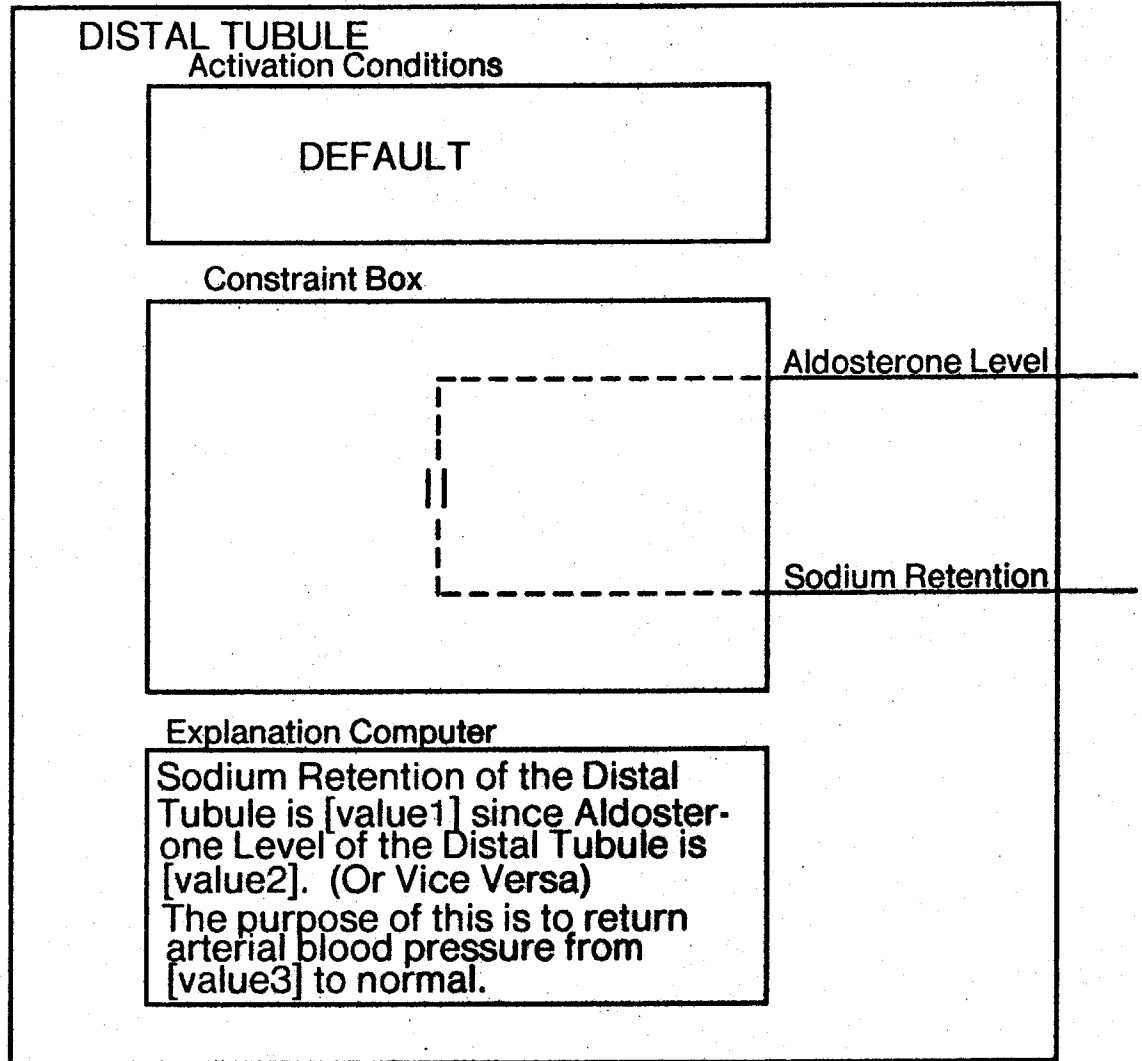 DISTAL TUBULE
Activation Conditions
DEFAULT
Constraint Box
Aldosterone Level
Sodium Retention
Explanation Computer
Sodium Retention of the Distal
Tubule is [value1] since Aldoster-
one Level of the Distal Tubule is
[value2]. (Or Vice Versa)
The purpose of this is to return
arterial blood pressure from
[value3] to normal.